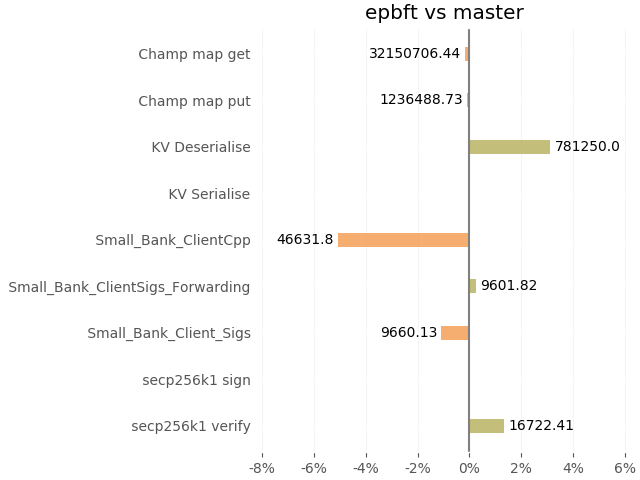 epbft vs master
Champ map get 32150706.44
Champ map put 1236488.73
KV Deserialise 781250.0
KV Serialise
Small_Bank_ClientCpp 46631.8
Small_Bank_ClientSigs_Forwarding 9601.82
Small_Bank_Client_Sigs 9660.13
secp256k1 sign
secp256k1 verify 16722.41
-8% -6% -4% -2% 0% 2% 4% 6%